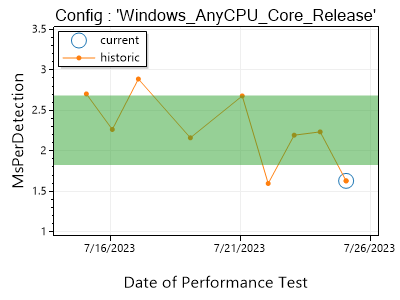 Config : 'Windows_AnyCPU_Core_Release'
current
historic
3.5
3
2.5
2
1.5
1
MsPerDetection
7/16/2023
7/21/2023
7/26/2023
Date of Performance Test